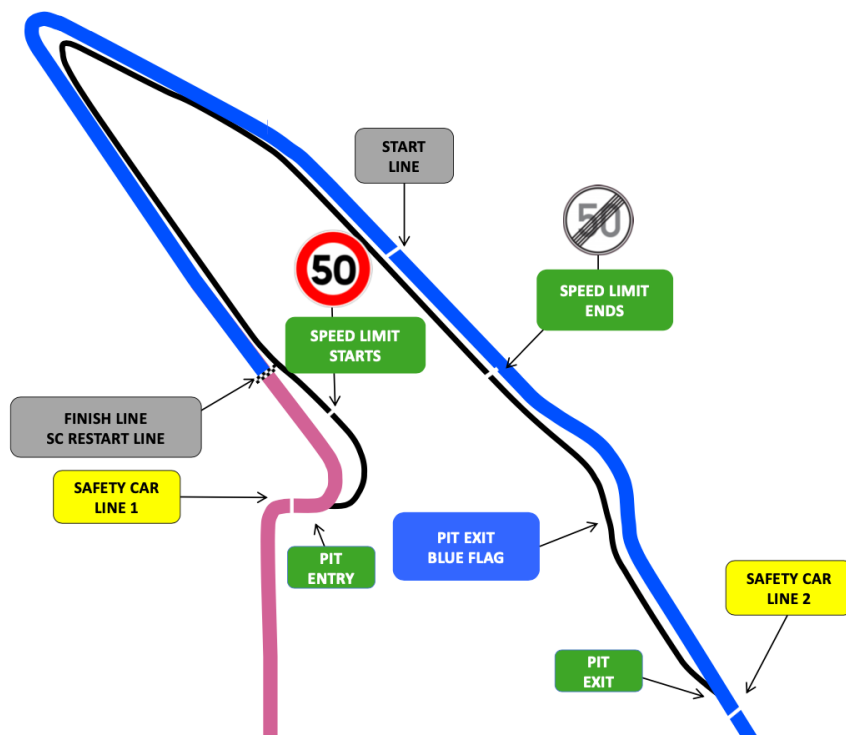 START
LINE
50
50
SPEED LIMIT
ENDS
SPEED LIMIT
STARTS
FINISH LINE
SC RESTART LINE
SAFETY CAR
LINE 1
PIT
ENTRY
PIT EXIT
BLUE FLAG
SAFETY CAR
LINE 2
PIT
EXIT